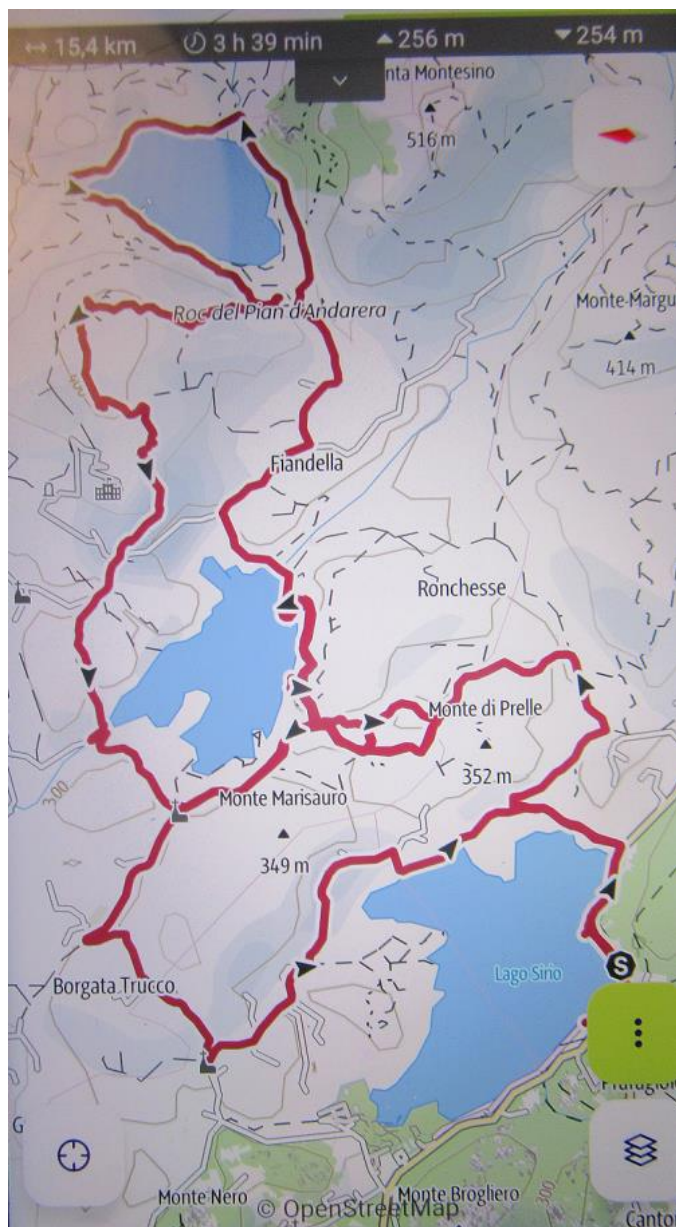 15,4 km 3 h 39 min 256 m 254 m
nta Montesino
516 m
Monte-Margu
Roc del Pian d'Andarera
414 m
400
Fiandella
Ronchesse
Monte di Prelle
352 m
300
Monte Marisauro
349 m
Lago Sirio
S
Borgata Trucco
G
300
Monte Nero
Monte Brogliero
© OpenStreetMap
Canto